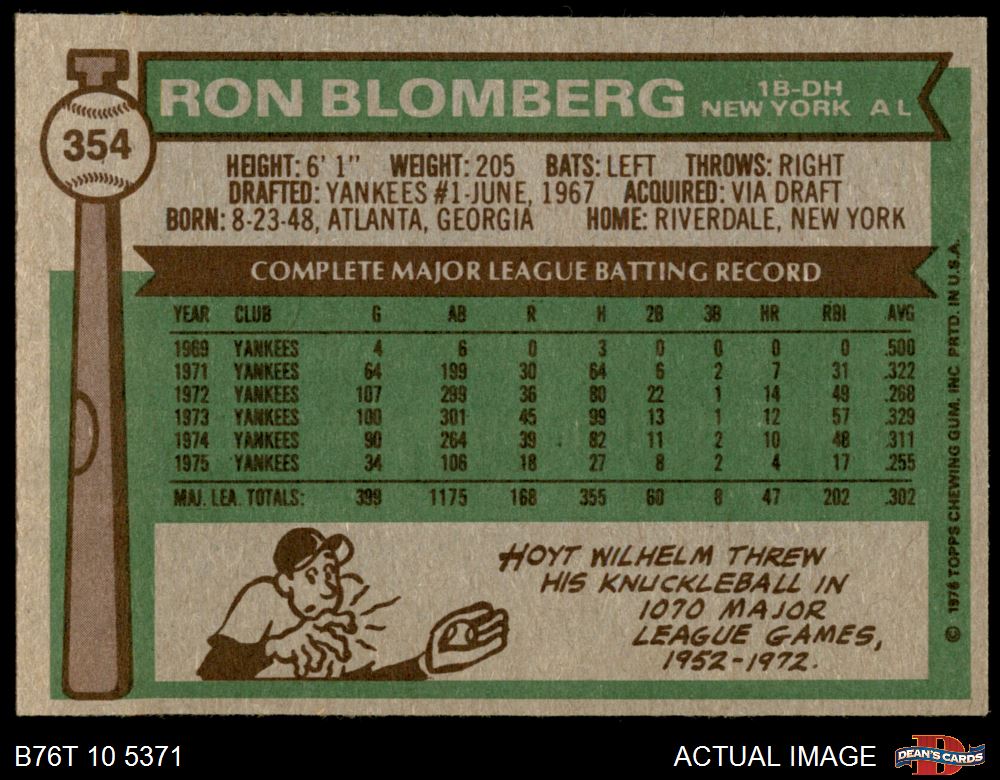 354
RON BLOMBERG
1B-DH
NEW YORK A L
HEIGHT: 6' 1" WEIGHT: 205 BATS: LEFT THROWS: RIGHT
DRAFTED: YANKEES #1-JUNE, 1967 ACQUIRED: VIA DRAFT
BORN: 8-23-48, ATLANTA, GEORGIA HOME: RIVERDALE, NEW YORK
COMPLETE MAJOR LEAGUE BATTING RECORD
YEAR CLUB G AB R H 2B 3B HR RBI AVG
1969 YANKEES 4 6 0 3 0 0 0 0 .500
1971 YANKEES 64 199 30 64 6 2 7 31 .322
1972 YANKEES 107 299 36 80 22 1 14 49 .268
1973 YANKEES 100 301 45 99 13 1 12 57 .329
1974 YANKEES 90 264 39 82 11 2 10 48 .311
1975 YANKEES 34 106 18 27 8 2 4 17 .255
MAJ. LEA. TOTALS: 399 1175 168 355 60 8 47 202 .302
HOYT WILHELM THREW
HIS KNUCKLEBALL IN
1070 MAJOR
LEAGUE GAMES,
1952-1972.
© 1976 TOPPS CHEWING GUM, INC PRTD. IN U.S.A.
B76T 10 5371
ACTUAL IMAGE
D
DEAN'S CARDS